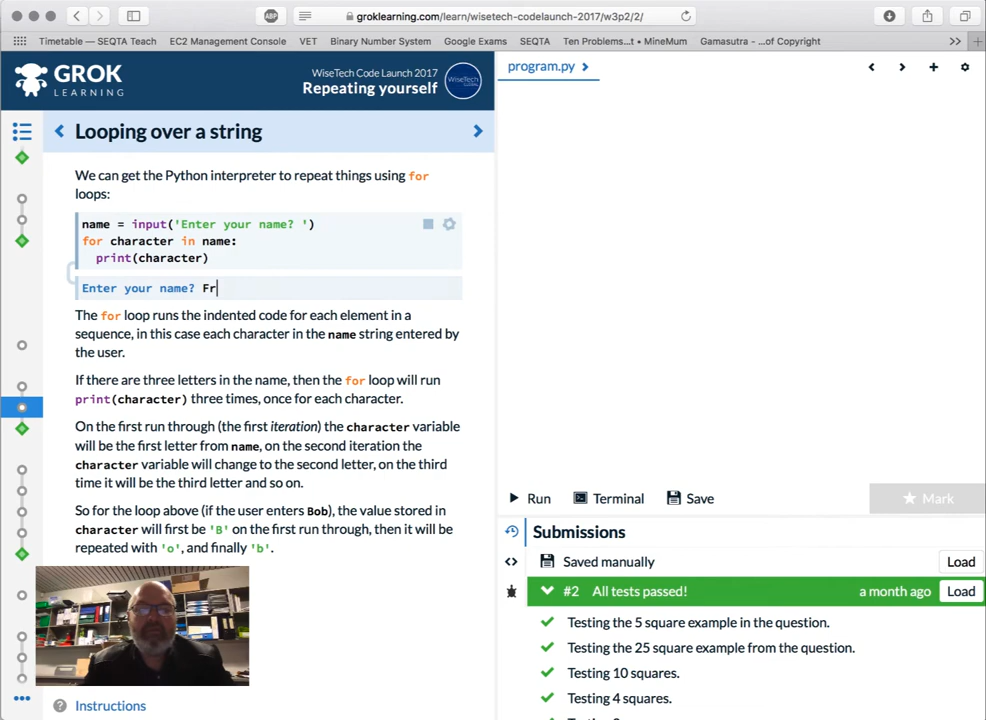 groklearning.com/learn/wisetech-codelaunch-2017/w3p2/2/
ABP
Timetable — SEQTA Teach
EC2 Management Console
VET
Binary Number System
Google Exams
SEQTA
Ten Problems...t • MineMum
Gamasutra - ...of Copyright
GROK
LEARNING
WiseTech Code Launch 2017
Repeating yourself
WiseTech
GLOBAL
program.py
Looping over a string
We can get the Python interpreter to repeat things using for
loops:
name = input('Enter your name? ')
for character in name:
print(character)
Enter your name? Fr
The for loop runs the indented code for each element in a
sequence, in this case each character in the name string entered by
the user.
If there are three letters in the name, then the for loop will run
print(character) three times, once for each character.
On the first run through (the first iteration) the character variable
will be the first letter from name, on the second iteration the
character variable will change to the second letter, on the third
time it will be the third letter and so on.
So for the loop above (if the user enters Bob), the value stored in
character will first be 'B' on the first run through, then it will be
repeated with 'o', and finally 'b'.
Instructions
Run
Terminal
Save
Mark
Submissions
Saved manually
Load
#2 All tests passed!
a month ago
Load
Testing the 5 square example in the question.
Testing the 25 square example from the question.
Testing 10 squares.
Testing 4 squares.